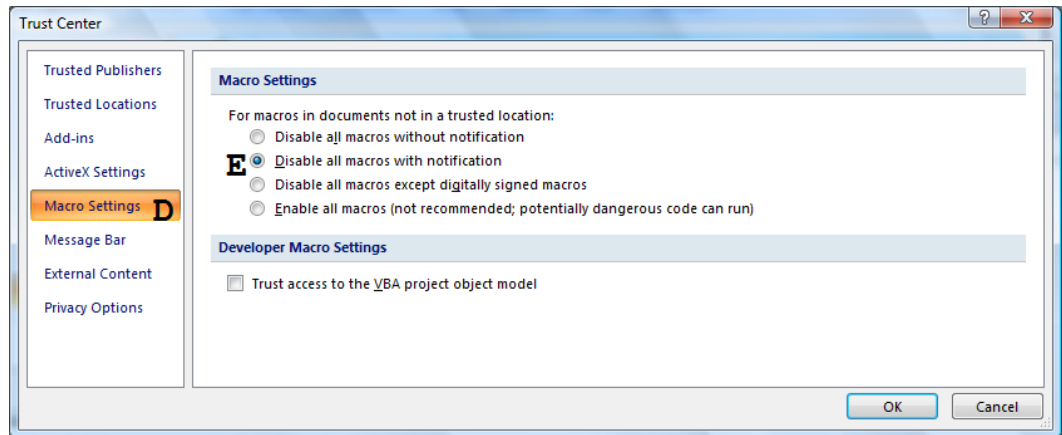 Trust Center
Trusted Publishers
Trusted Locations
Add-ins
ActiveX Settings
Macro Settings D
Message Bar
External Content
Privacy Options
Macro Settings
For macros in documents not in a trusted location:
Disable all macros without notification
E Disable all macros with notification
Disable all macros except digitally signed macros
Enable all macros (not recommended; potentially dangerous code can run)
Developer Macro Settings
Trust access to the VBA project object model
OK Cancel